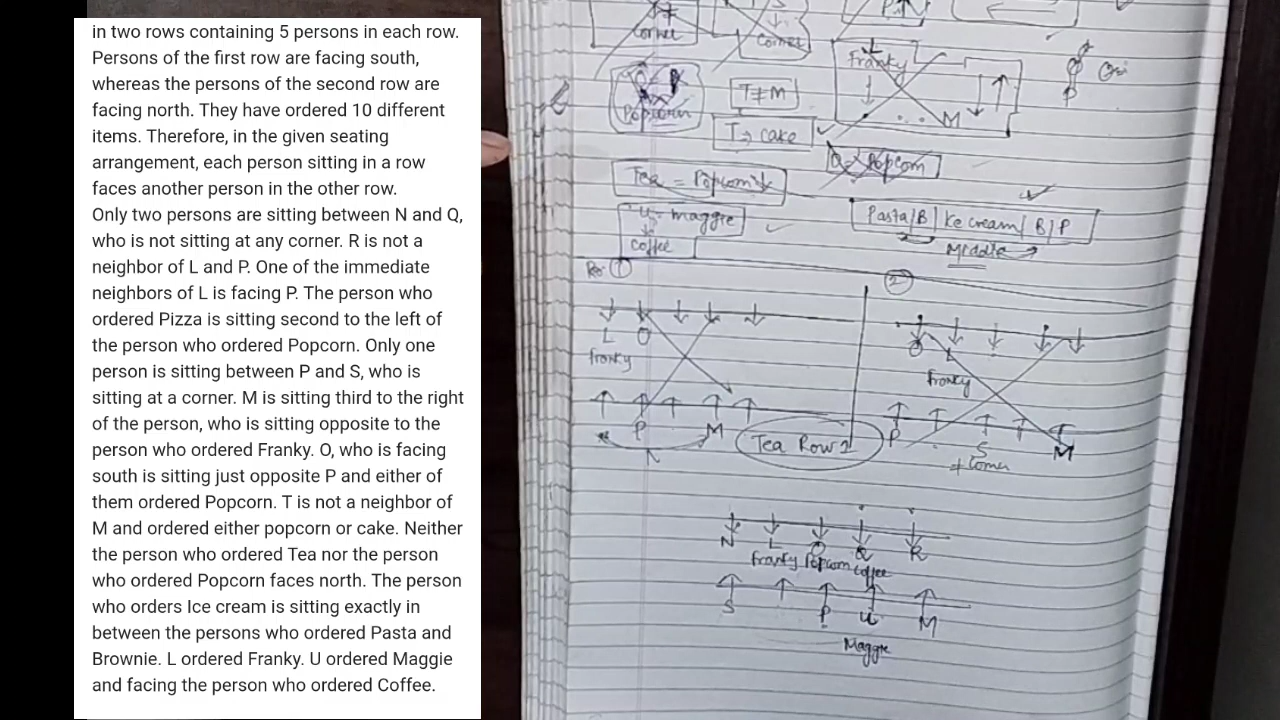 in two rows containing 5 persons in each row.
Persons of the first row are facing south,
whereas the persons of the second row are
facing north. They have ordered 10 different
items. Therefore, in the given seating
arrangement, each person sitting in a row
faces another person in the other row.
Only two persons are sitting between N and Q,
who is not sitting at any corner. R is not a
neighbor of L and P. One of the immediate
neighbors of L is facing P. The person who
ordered Pizza is sitting second to the left of
the person who ordered Popcorn. Only one
person is sitting between P and S, who is
sitting at a corner. M is sitting third to the right
of the person, who is sitting opposite to the
person who ordered Franky. O, who is facing
south is sitting just opposite P and either of
them ordered Popcorn. T is not a neighbor of
M and ordered either popcorn or cake. Neither
the person who ordered Tea nor the person
who ordered Popcorn faces north. The person
who orders Ice cream is sitting exactly in
between the persons who ordered Pasta and
Brownie. L ordered Franky. U ordered Maggie
and facing the person who ordered Coffee.
Corner
Corner
Franky
Popcorn
T ≠ M
M
T → cake
Popcorn
Tea = Popcorn ↓
U - maggie
Coffee
Pasta/B | Ice cream | B/P
Middle
①
②
L O
Franky
P M
Tea Row 1
O L
Franky
P S M
≠ Corner
N L O Q R
Franky Popcorn Coffee
S P U M
Maggie